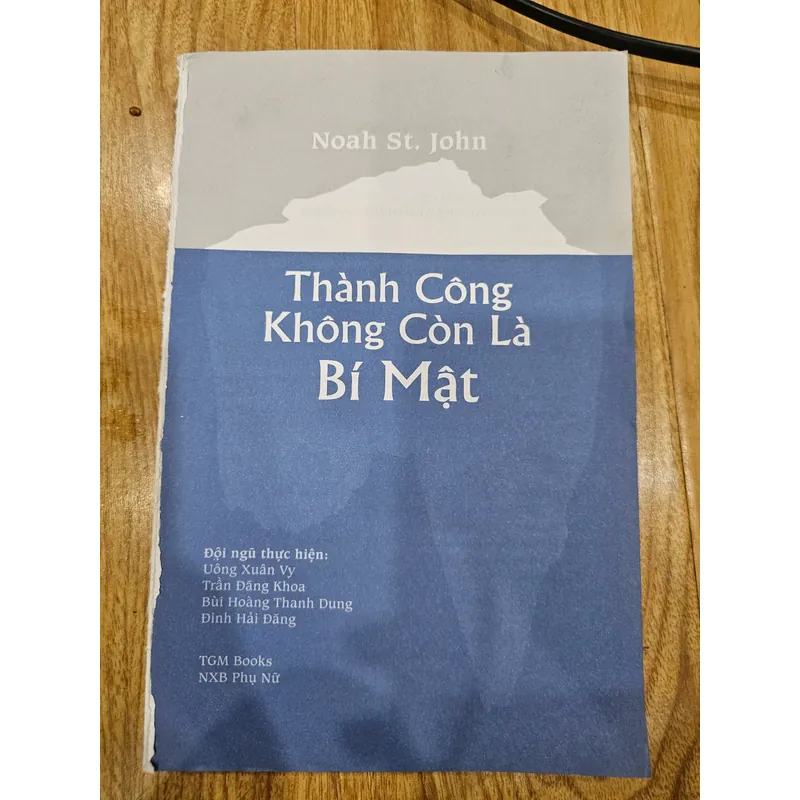 Noah St. John
Thành Công
Không Còn Là
Bí Mật
Đội ngũ thực hiện:
Uông Xuân Vy
Trần Đăng Khoa
Bùi Hoàng Thanh Dung
Đinh Hải Đăng
TGM Books
NXB Phụ Nữ